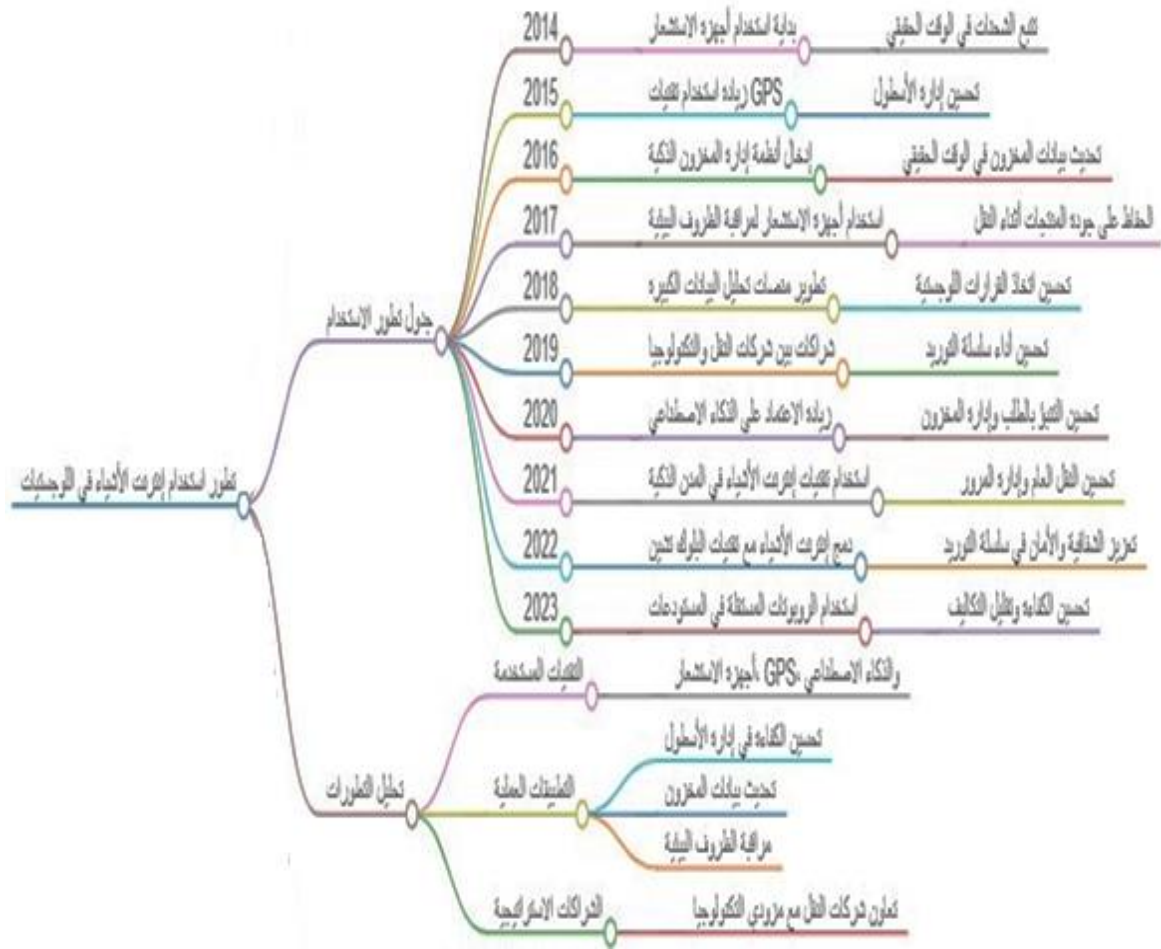 تطور استخدام إنترنت الأشياء في اللوجستيات
جدول تطور الاستخدام
2014
بداية استخدام أجهزة الاستشعار
تتبع الشحنات في الوقت الحقيقي
2015
زيادة استخدام تقنيات GPS
تحسين إدارة الأسطول
2016
إدخال أنظمة إدارة المخزون الذكية
تحديث بيانات المخزون في الوقت الحقيقي
2017
استخدام أجهزة الاستشعار لمراقبة الظروف البيئية
الحفاظ على جودة المنتجات أثناء النقل
2018
تطوير منصات تحليل البيانات الكبيرة
تحسين اتخاذ القرارات اللوجستية
2019
شراكات بين شركات النقل والتكنولوجيا
تحسين أداء سلسلة التوريد
2020
زيادة الاعتماد على الذكاء الاصطناعي
تحسين التنبؤ بالطلب وإدارة المخزون
2021
استخدام تقنيات إنترنت الأشياء في المدن الذكية
تحسين النقل العام وإدارة المرور
2022
دمج إنترنت الأشياء مع تقنيات البلوك تشين
تعزيز الشفافية والأمان في سلسلة التوريد
2023
استخدام الروبوتات المستقلة في المستودعات
تحسين الكفاءة وتقليل التكاليف
تحليل التطورات
التقنيات المستخدمة
أجهزة الاستشعار، GPS، والذكاء الاصطناعي
التطبيقات العملية
تحسين الكفاءة في إدارة الأسطول
تحديث بيانات المخزون
مراقبة الظروف البيئية
الشراكات الاستراتيجية
تعاون شركات النقل مع مزودي التكنولوجيا